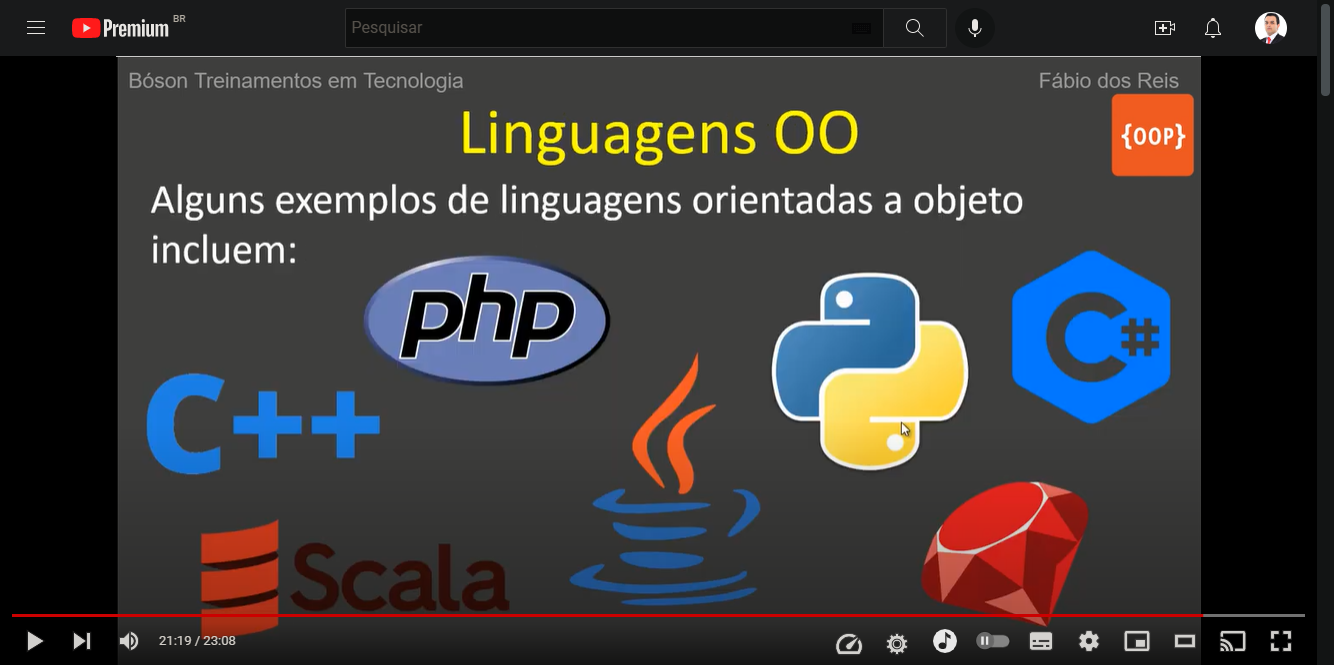 Premium BR
Pesquisar
Bóson Treinamentos em Tecnologia
Fábio dos Reis
Linguagens OO
{OOP}
Alguns exemplos de linguagens orientadas a objeto
incluem:
php
C#
C++
Scala
21:19 / 23:08